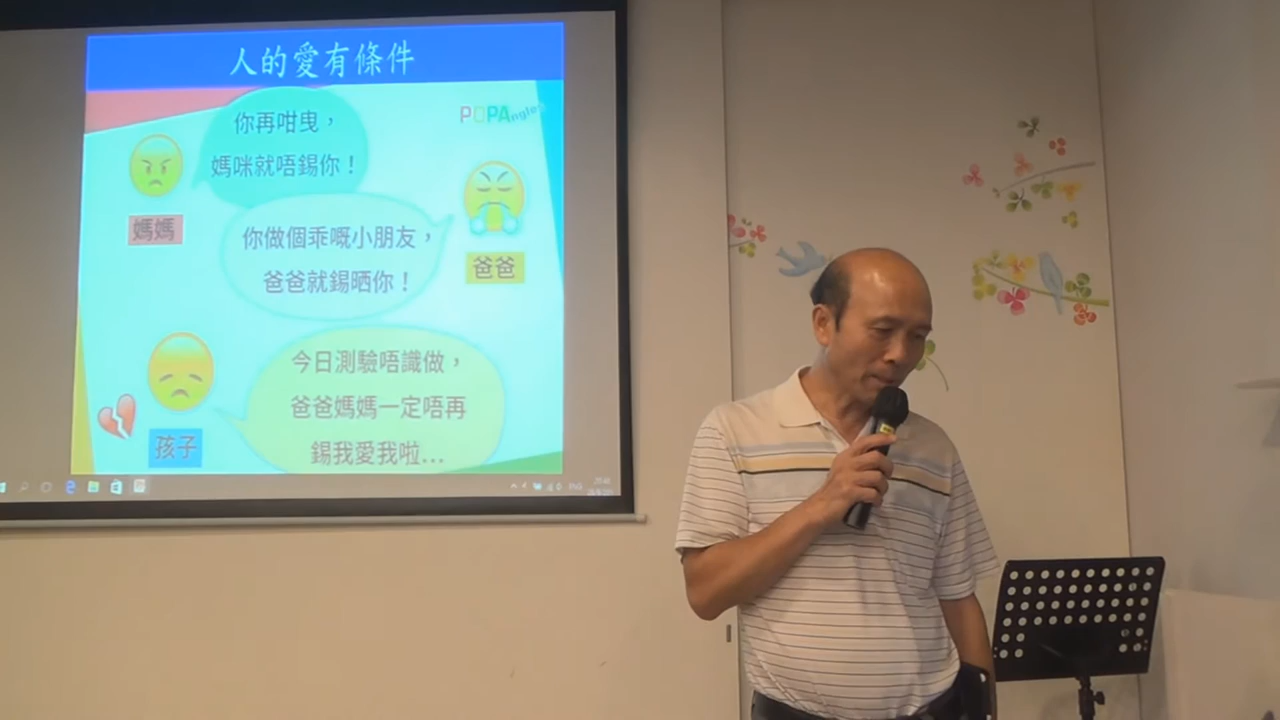 人的愛有條件
POPAngles
你再咁曳，
媽咪就唔錫你！
媽媽
你做個乖嘅小朋友，
爸爸就錫晒你！
爸爸
今日測驗唔識做，
爸爸媽媽一定唔再
錫我愛我啦...
孩子
ENG